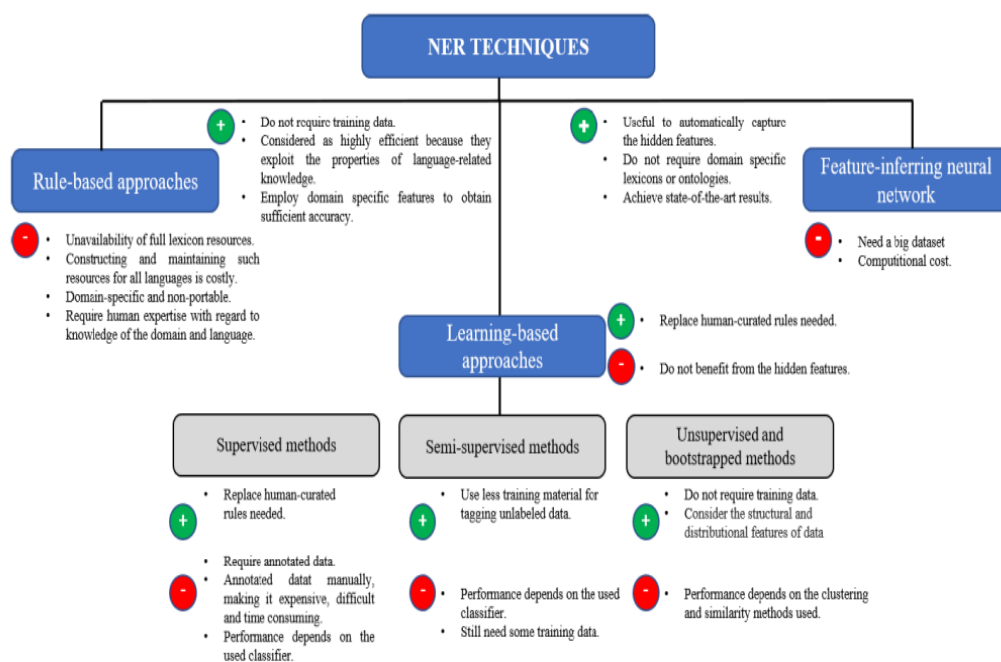 NER TECHNIQUES
Rule-based approaches
• Do not require training data.
• Considered as highly efficient because they
exploit the properties of language-related
knowledge.
• Employ domain specific features to obtain
sufficient accuracy.
• Unavailability of full lexicon resources.
• Constructing and maintaining such
resources for all languages is costly.
• Domain-specific and non-portable.
• Require human expertise with regard to
knowledge of the domain and language.
• Useful to automatically capture
the hidden features.
• Do not require domain specific
lexicons or ontologies.
• Achieve state-of-the-art results.
Feature-inferring neural
network
• Need a big dataset
• Computitional cost.
Learning-based
approaches
• Replace human-curated rules needed.
• Do not benefit from the hidden features.
Supervised methods
• Replace human-curated
rules needed.
• Require annotated data.
• Annotated datat manually,
making it expensive, difficult
and time consuming.
• Performance depends on the
used classifier.
Semi-supervised methods
• Use less training material for
tagging unlabeled data.
• Performance depends on the used
classifier.
• Still need some training data.
Unsupervised and
bootstrapped methods
• Do not require training data.
• Consider the structural and
distributional features of data
• Performance depends on the clustering
and similarity methods used.